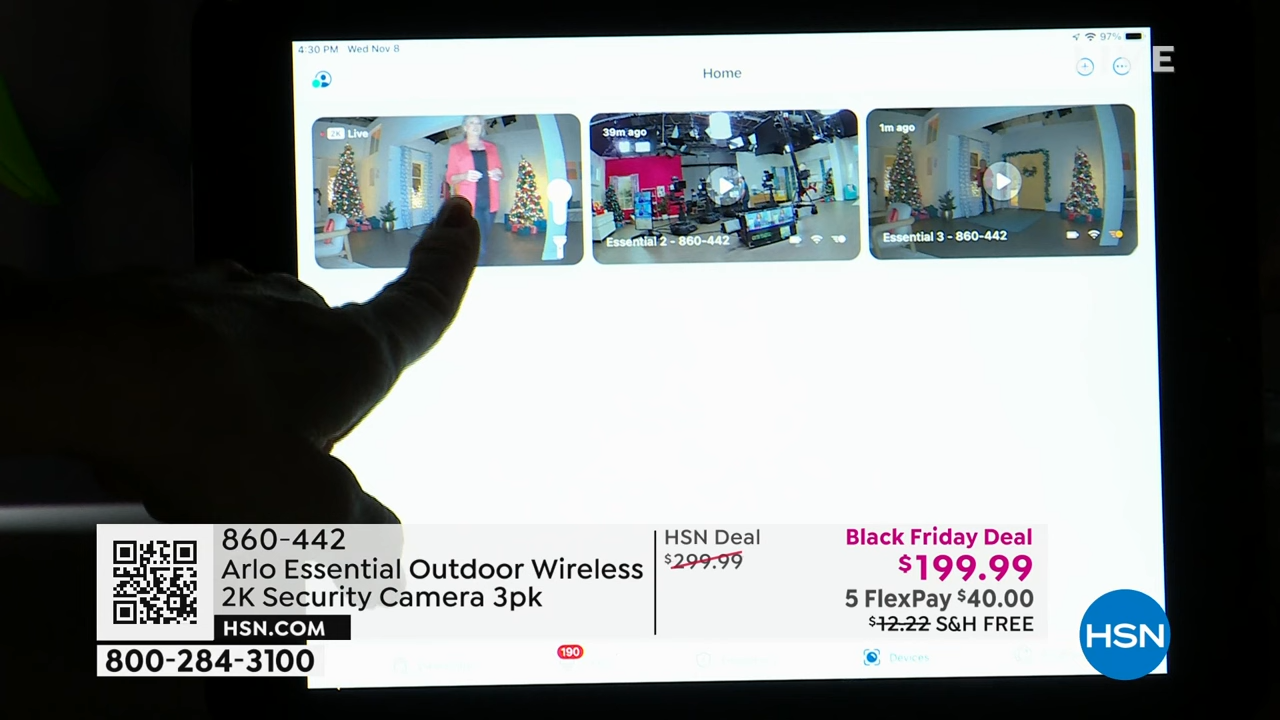 4:30 PM Wed Nov 8
97%
Home
2K Live
39m ago
1m ago
Essential 2 - 860-442
Essential 3 - 860-442
860-442
Arlo Essential Outdoor Wireless
2K Security Camera 3pk
HSN.COM
800-284-3100
HSN Deal
$299.99
Black Friday Deal
$199.99
5 FlexPay $40.00
$12.22 S&H FREE
HSN
190
Devices